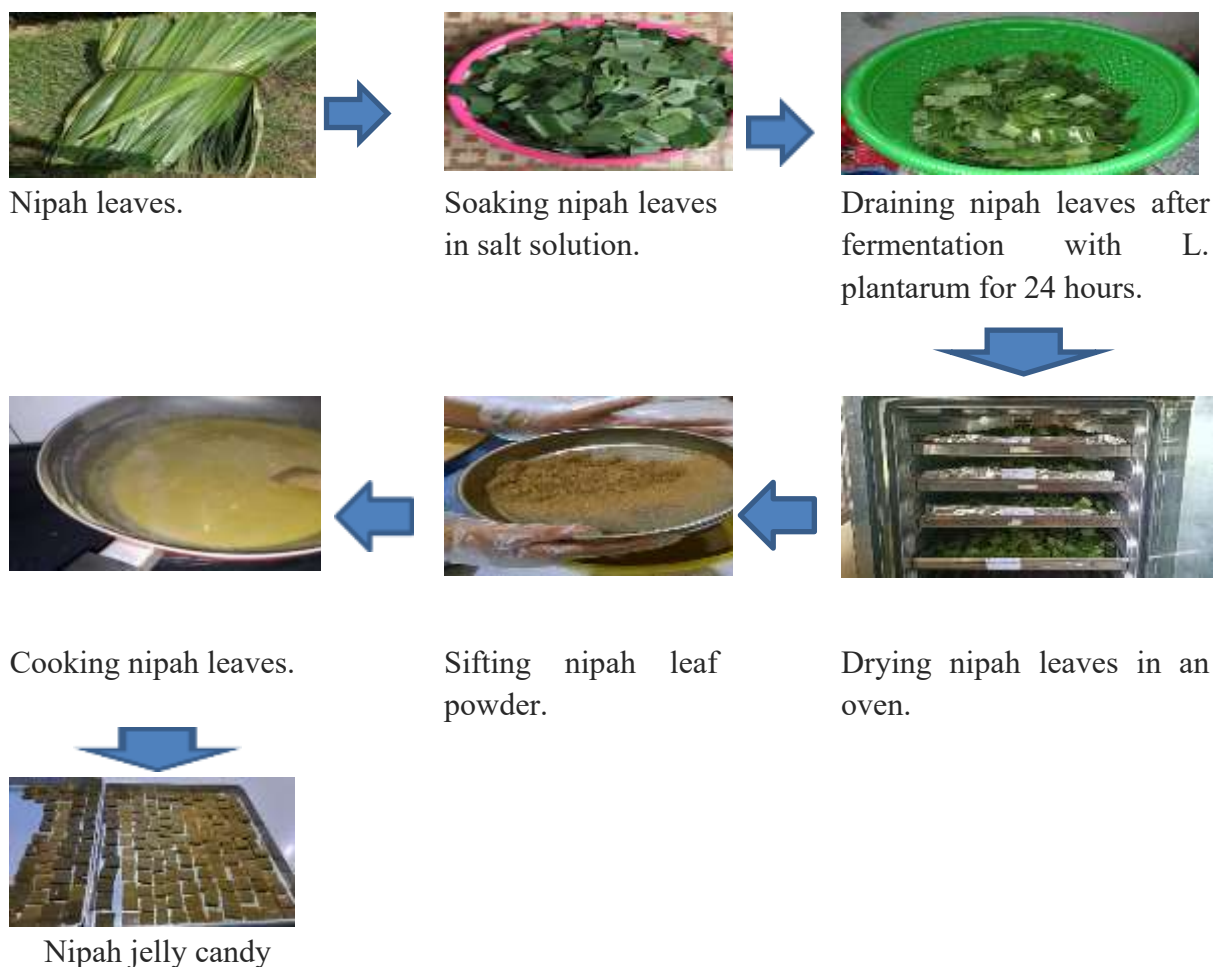 Nipah leaves.
Soaking nipah leaves
in salt solution.
Draining nipah leaves after
fermentation with L.
plantarum for 24 hours.
Cooking nipah leaves.
Sifting nipah leaf
powder.
Drying nipah leaves in an
oven.
Nipah jelly candy